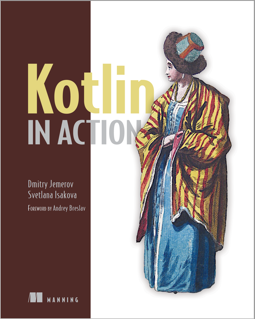 Kotlin
IN ACTION
Dmitry Jemerov
Svetlana Isakova
FOREWORD BY Andrey Breslav
MANNING